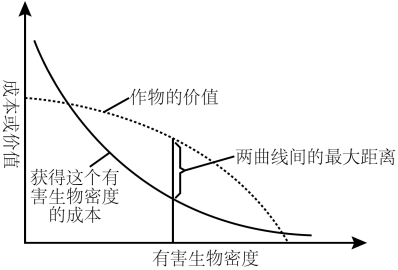 成本或价值
作物的价值
两曲线间的最大距离
获得这个有
害生物密度
的成本
有害生物密度